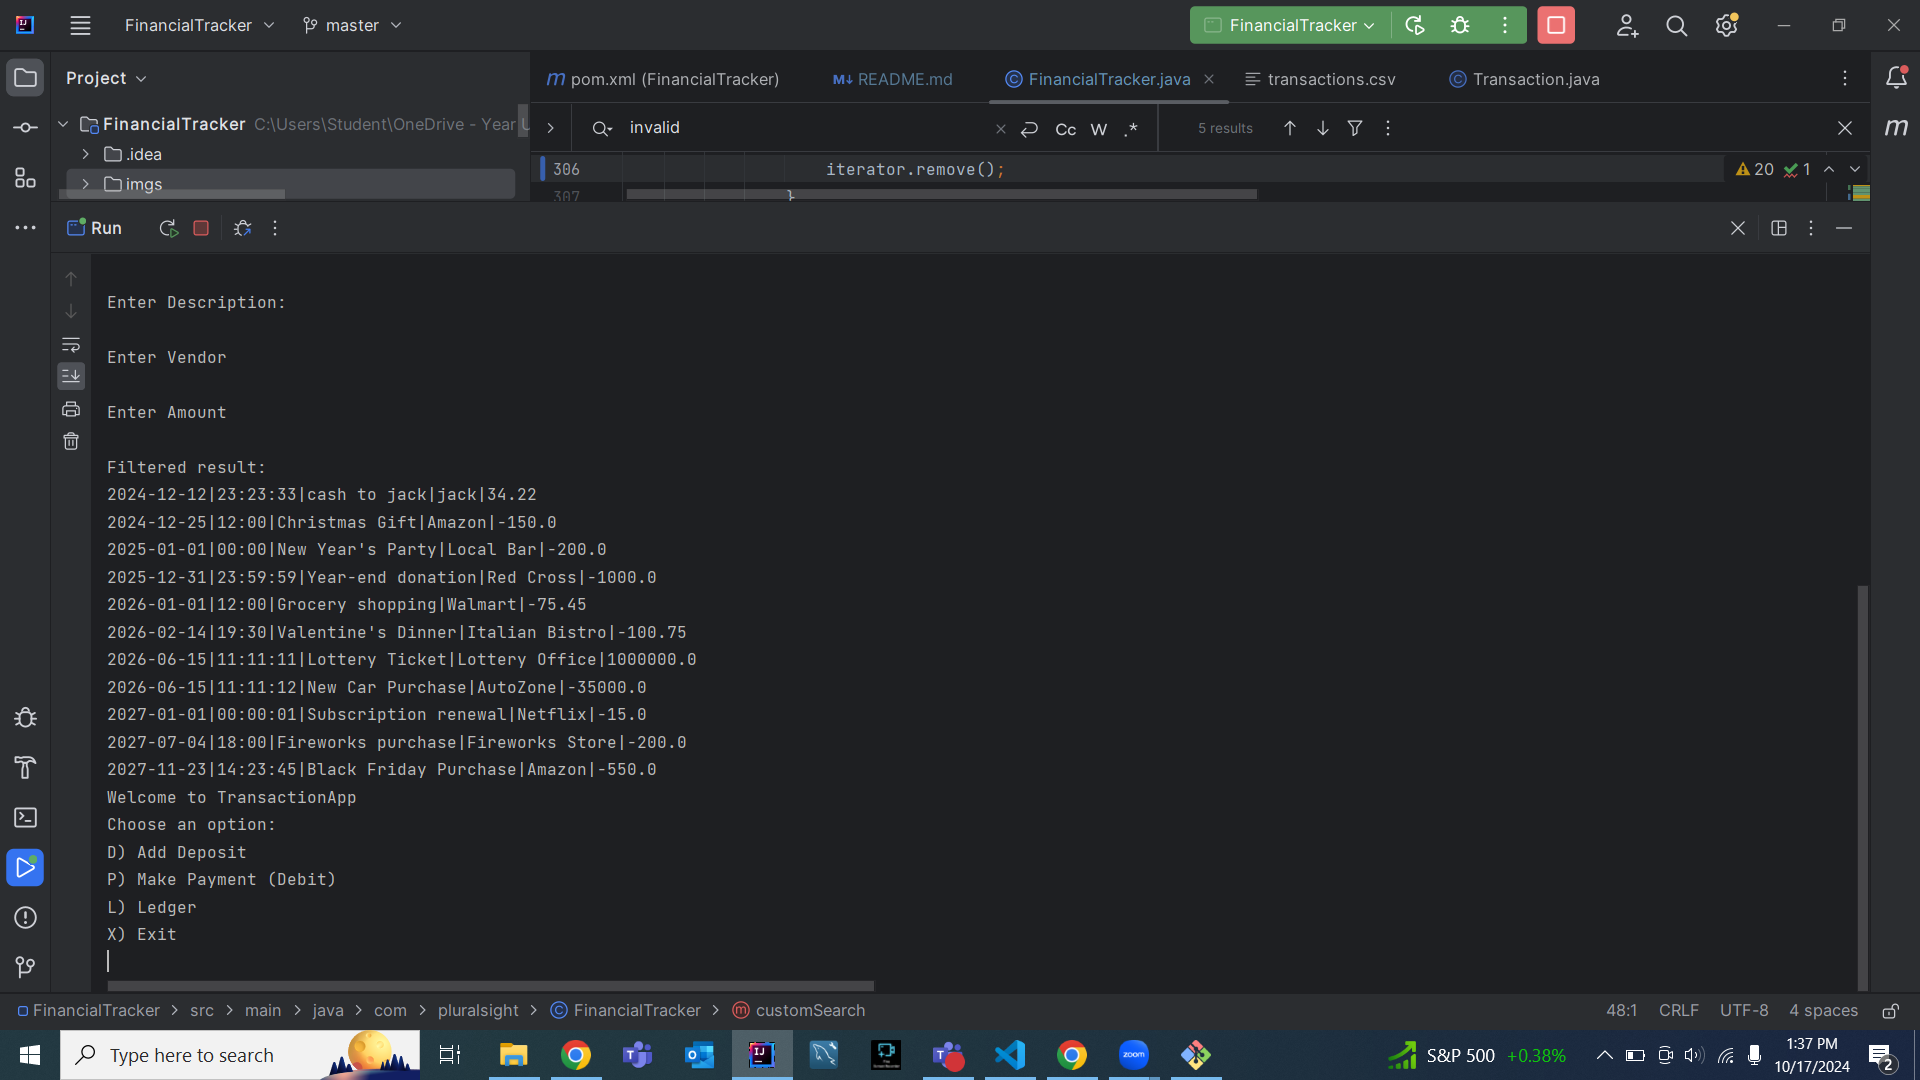 FinancialTracker
master
FinancialTracker
Project
pom.xml (FinancialTracker)
README.md
FinancialTracker.java
transactions.csv
Transaction.java
FinancialTracker C:\Users\Student\OneDrive - Year U
.idea
imgs
invalid
Cc W .*
5 results
306 iterator.remove();
20 1
307 }
Run
Enter Description:
Enter Vendor
Enter Amount
Filtered result:
2024-12-12|23:23:33|cash to jack|jack|34.22
2024-12-25|12:00|Christmas Gift|Amazon|-150.0
2025-01-01|00:00|New Year's Party|Local Bar|-200.0
2025-12-31|23:59:59|Year-end donation|Red Cross|-1000.0
2026-01-01|12:00|Grocery shopping|Walmart|-75.45
2026-02-14|19:30|Valentine's Dinner|Italian Bistro|-100.75
2026-06-15|11:11:11|Lottery Ticket|Lottery Office|1000000.0
2026-06-15|11:11:12|New Car Purchase|AutoZone|-35000.0
2027-01-01|00:00:01|Subscription renewal|Netflix|-15.0
2027-07-04|18:00|Fireworks purchase|Fireworks Store|-200.0
2027-11-23|14:23:45|Black Friday Purchase|Amazon|-550.0
Welcome to TransactionApp
Choose an option:
D) Add Deposit
P) Make Payment (Debit)
L) Ledger
X) Exit
FinancialTracker > src > main > java > com > pluralsight > FinancialTracker > customSearch
48:1 CRLF UTF-8 4 spaces
Type here to search
zoom
S&P 500 +0.38%
1:37 PM
10/17/2024
2